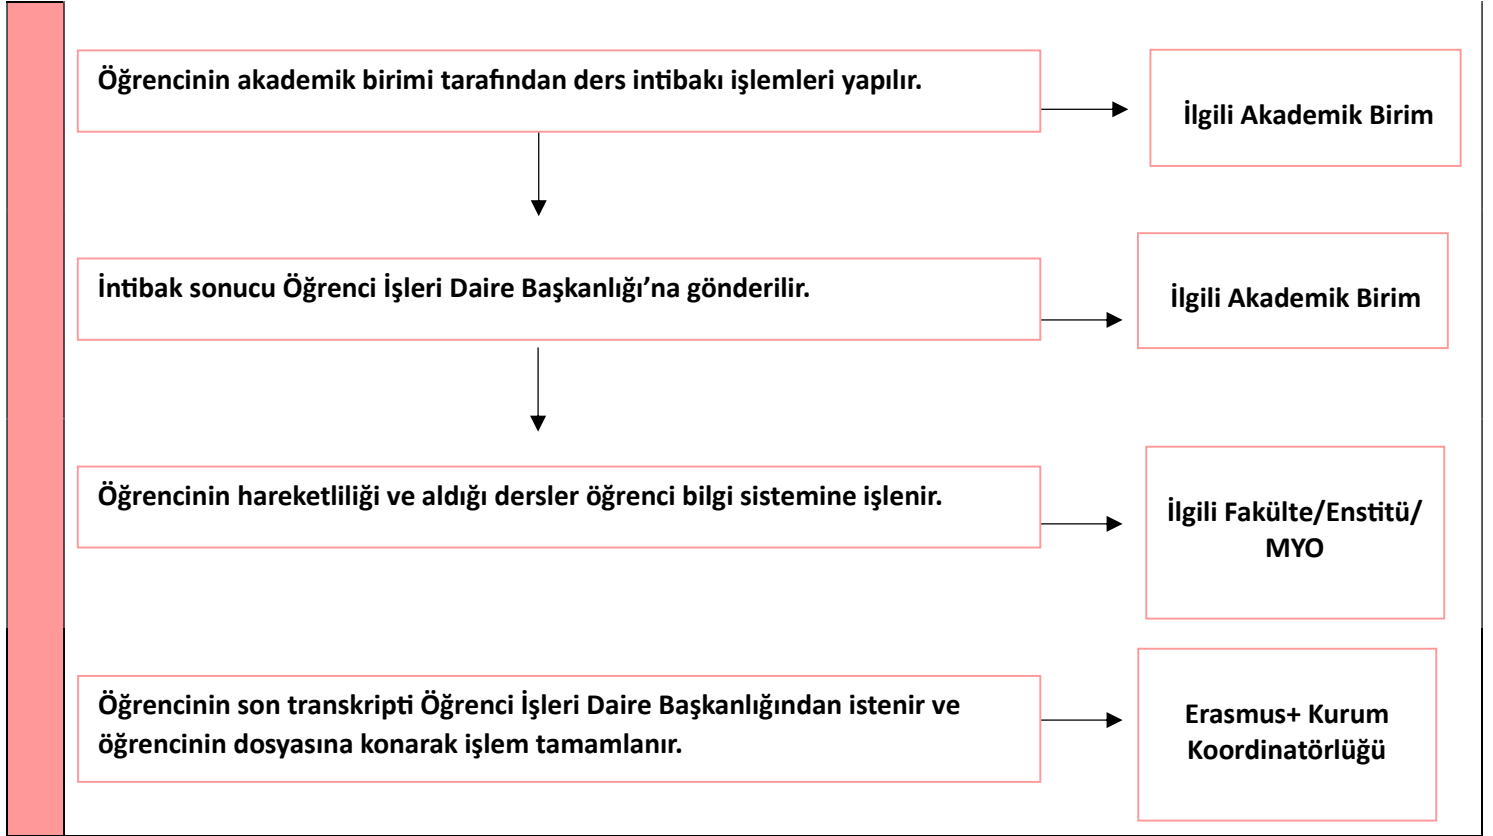 Öğrencinin akademik birimi tarafından ders intibakı işlemleri yapılır.
İlgili Akademik Birim
İntibak sonucu Öğrenci İşleri Daire Başkanlığı’na gönderilir.
İlgili Akademik Birim
Öğrencinin hareketliliği ve aldığı dersler öğrenci bilgi sistemine işlenir.
İlgili Fakülte/Enstitü/
MYO
Öğrencinin son transkripti Öğrenci İşleri Daire Başkanlığından istenir ve
öğrencinin dosyasına konarak işlem tamamlanır.
Erasmus+ Kurum
Koordinatörlüğü